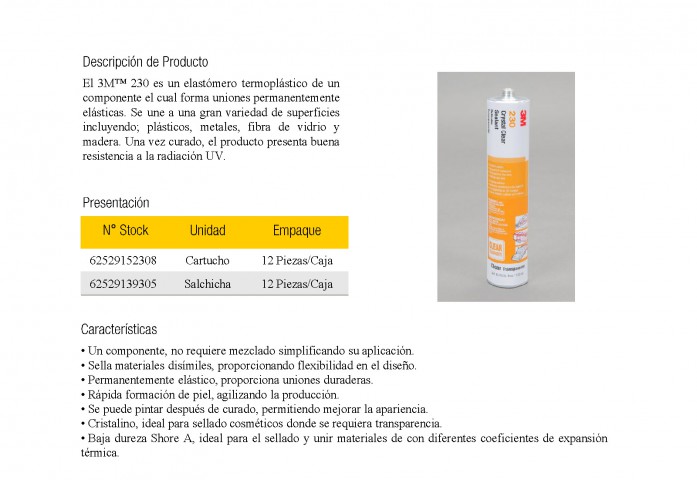 Descripción de Producto
El 3M™ 230 es un elastómero termoplástico de un
componente el cual forma uniones permanentemente
elásticas. Se une a una gran variedad de superficies
incluyendo; plásticos, metales, fibra de vidrio y
madera. Una vez curado, el producto presenta buena
resistencia a la radiación UV.
3M
230
Crystal Clear
Sealant
CLEAR
Clear
Presentación
N° Stock Unidad Empaque
62529152308 Cartucho 12 Piezas/Caja
62529139305 Salchicha 12 Piezas/Caja
Características
• Un componente, no requiere mezclado simplificando su aplicación.
• Sella materiales disímiles, proporcionando flexibilidad en el diseño.
• Permanentemente elástico, proporciona uniones duraderas.
• Rápida formación de piel, agilizando la producción.
• Se puede pintar después de curado, permitiendo mejorar la apariencia.
• Cristalino, ideal para sellado cosméticos donde se requiera transparencia.
• Baja dureza Shore A, ideal para el sellado y unir materiales de con diferentes coeficientes de expansión
térmica.